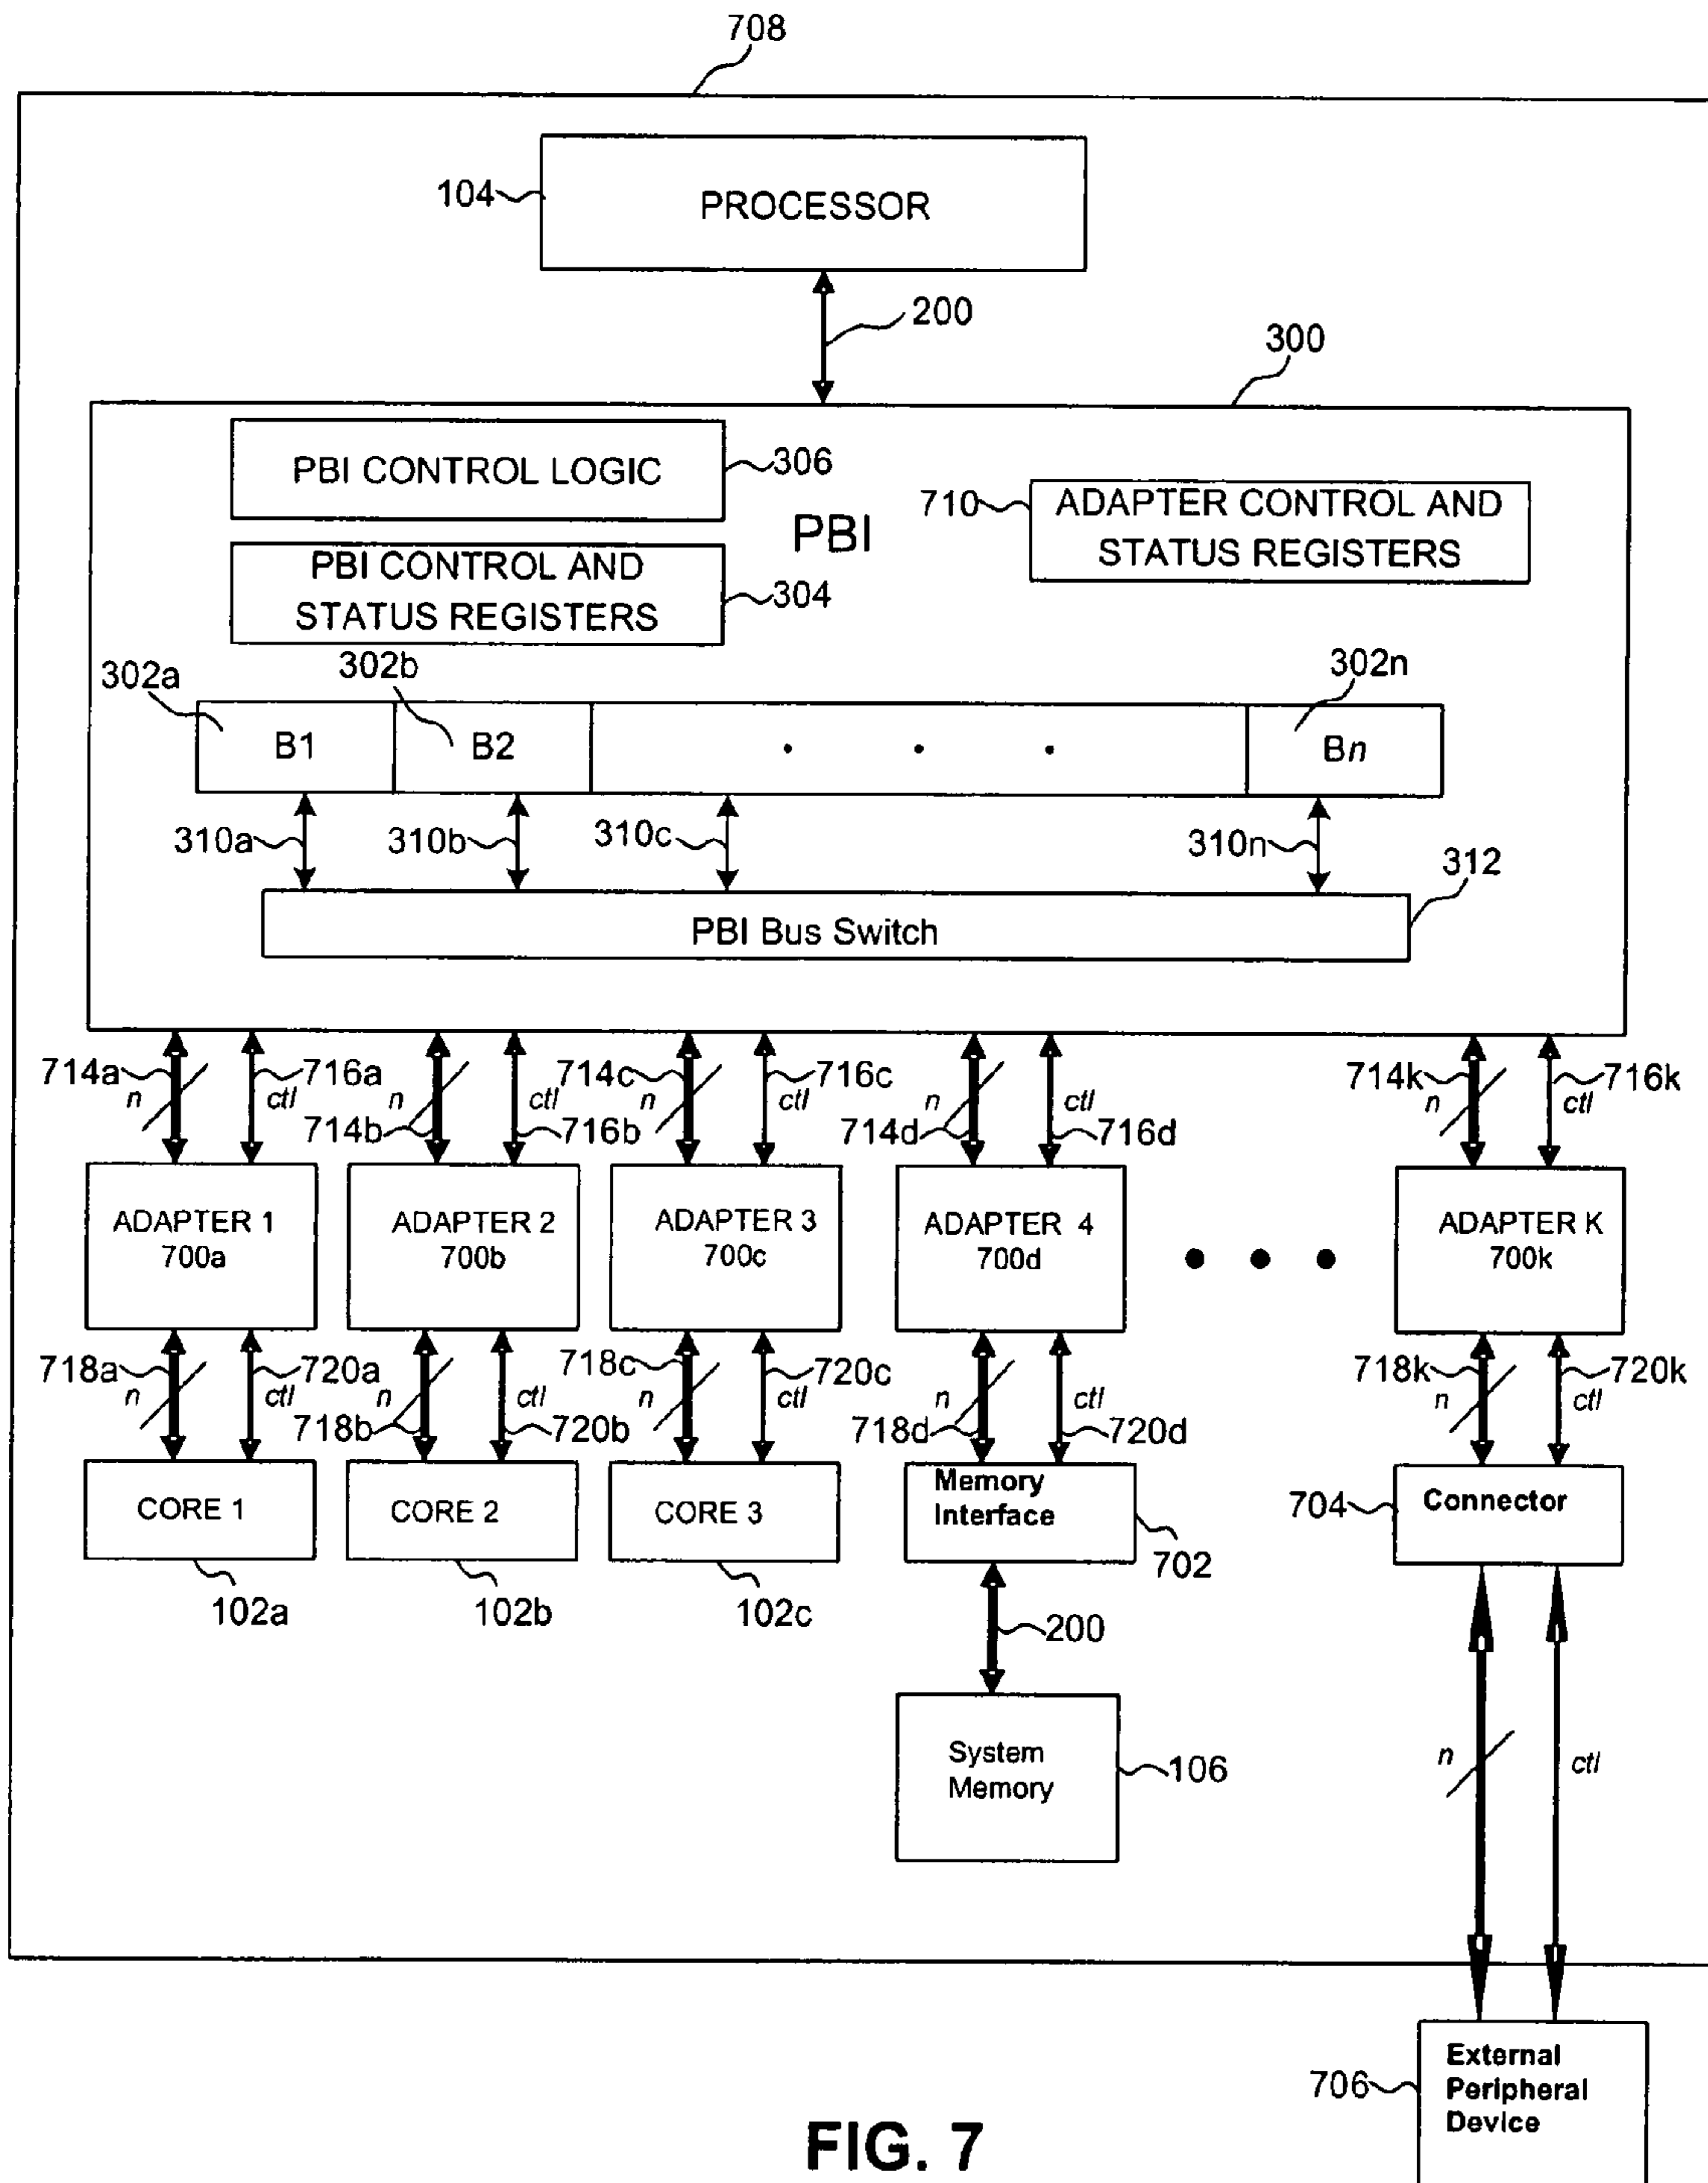 708
104
PROCESSOR
200
300
PBI CONTROL LOGIC
306
PBI
710
ADAPTER CONTROL AND
STATUS REGISTERS
PBI CONTROL AND
STATUS REGISTERS
304
302a
302b
302n
B1
B2
. . .
Bn
310a
310b
310c
310n
312
PBI Bus Switch
714a
n
716a
ctl
n
714b
ctl
716b
714c
n
716c
ctl
n
714d
ctl
716d
714k
n
716k
ctl
ADAPTER 1
700a
ADAPTER 2
700b
ADAPTER 3
700c
ADAPTER 4
700d
• • •
ADAPTER K
700k
718a
n
720a
ctl
n
718b
ctl
720b
718c
n
720c
ctl
n
718d
ctl
720d
718k
n
720k
ctl
CORE 1
102a
CORE 2
102b
CORE 3
102c
Memory
Interface
702
704
Connector
200
System
Memory
106
n
ctl
706
External
Peripheral
Device
FIG. 7